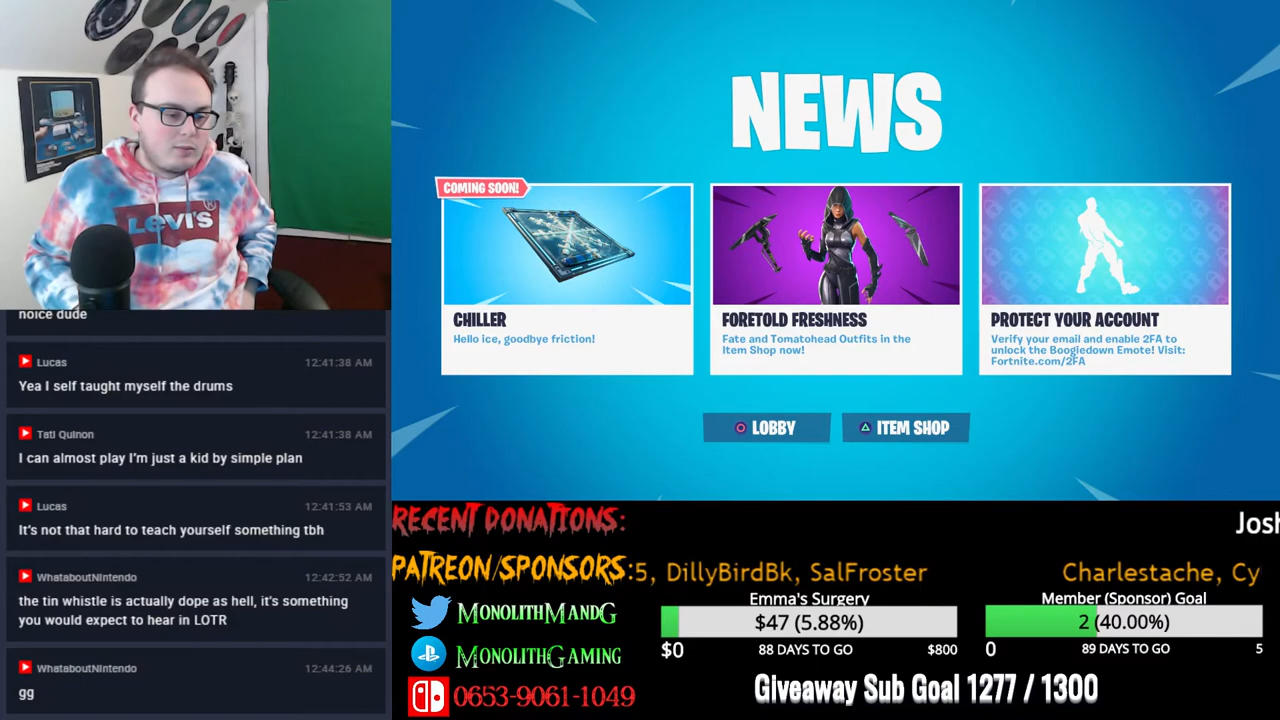 LEVI'S
noice dude
Lucas
12:41:38 AM
Yea I self taught myself the drums
Tati Quinon
12:41:38 AM
I can almost play I'm just a kid by simple plan
Lucas
12:41:53 AM
It's not that hard to teach yourself something tbh
WhataboutNintendo
12:42:52 AM
the tin whistle is actually dope as hell, it's something
you would expect to hear in LOTR
WhataboutNintendo
12:44:26 AM
gg
NEWS
COMING SOON!
CHILLER
Hello ice, goodbye friction!
FORETOLD FRESHNESS
Fate and Tomatohead Outfits in the
Item Shop now!
PROTECT YOUR ACCOUNT
Verify your email and enable 2FA to
unlock the Boogiedown Emote! Visit:
Fortnite.com/2FA
LOBBY
ITEM SHOP
RECENT DONATIONS:
Josh
PATREON/SPONSORS:
5, DillyBirdBk, SalFroster
Charlestache, Cy
MonolithMandG
MonolithGaming
0653-9061-1049
Emma's Surgery
$47 (5.88%)
$0
88 DAYS TO GO
$800
Member (Sponsor) Goal
2 (40.00%)
0
89 DAYS TO GO
5
Giveaway Sub Goal 1277 / 1300